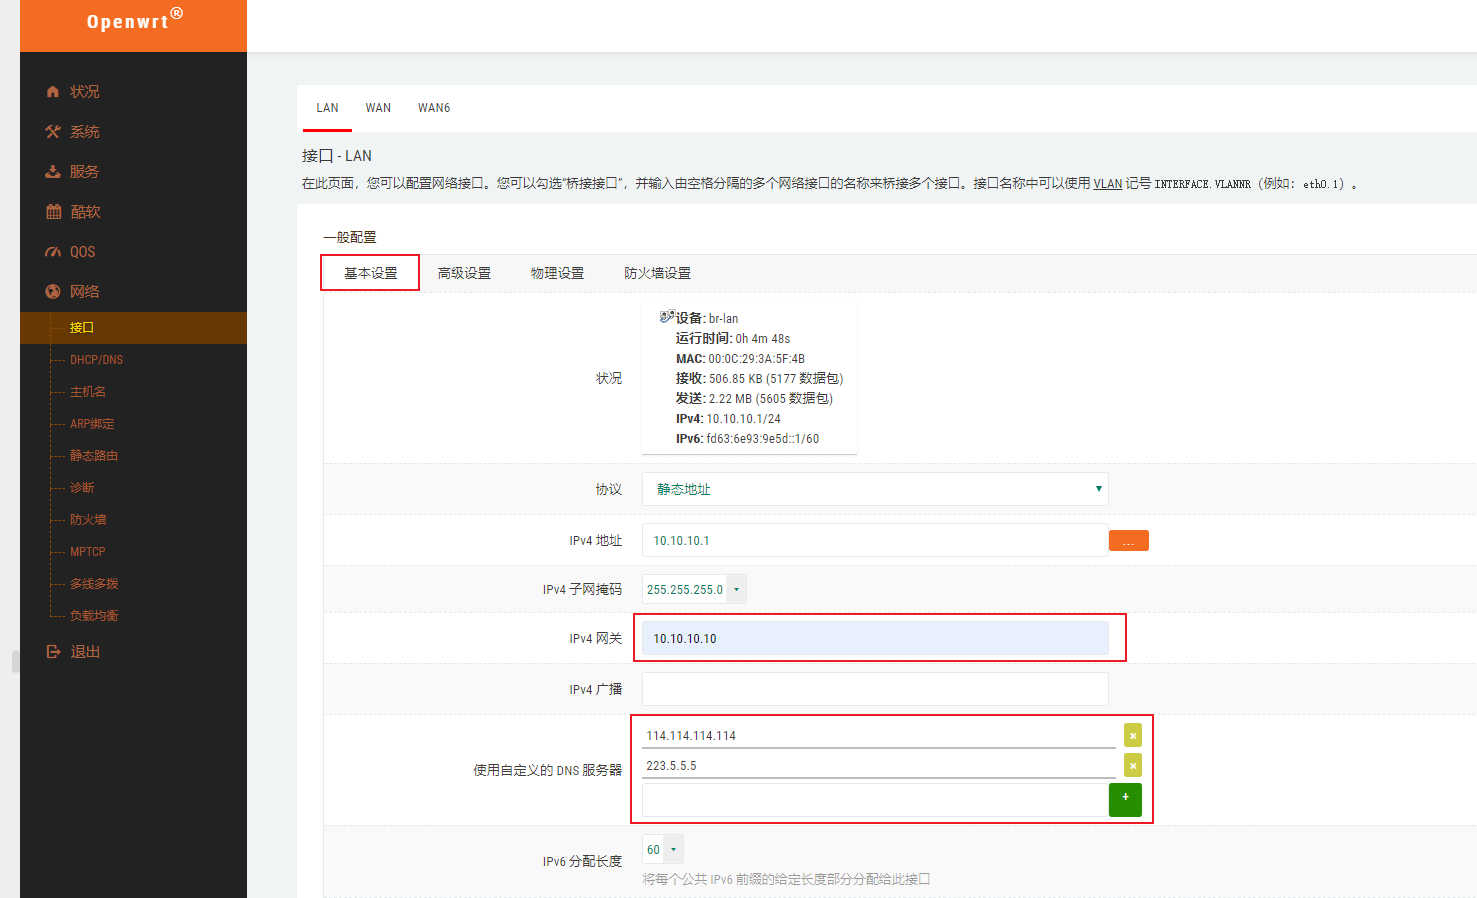 Openwrt®
状况
系统
服务
酷软
QOS
网络
接口
DHCP/DNS
主机名
ARP绑定
静态路由
诊断
防火墙
MPTCP
多线多拨
负载均衡
退出
LAN WAN WAN6
接口 - LAN
在此页面，您可以配置网络接口。您可以勾选“桥接接口”，并输入由空格分隔的多个网络接口的名称来桥接多个接口。接口名称中可以使用 VLAN 记号 INTERFACE.VLANNR（例如：eth0.1）。
一般配置
基本设置 高级设置 物理设置 防火墙设置
状况
设备: br-lan
运行时间: 0h 4m 48s
MAC: 00:0C:29:3A:5F:4B
接收: 506.85 KB (5177 数据包)
发送: 2.22 MB (5605 数据包)
IPv4: 10.10.10.1/24
IPv6: fd63:6e93:9e5d::1/60
协议 静态地址
IPv4 地址 10.10.10.1 ...
IPv4 子网掩码 255.255.255.0
IPv4 网关 10.10.10.10
IPv4 广播
使用自定义的 DNS 服务器
114.114.114.114 ×
223.5.5.5 ×
+
IPv6 分配长度 60
将每个公共 IPv6 前缀的给定长度部分分配给此接口